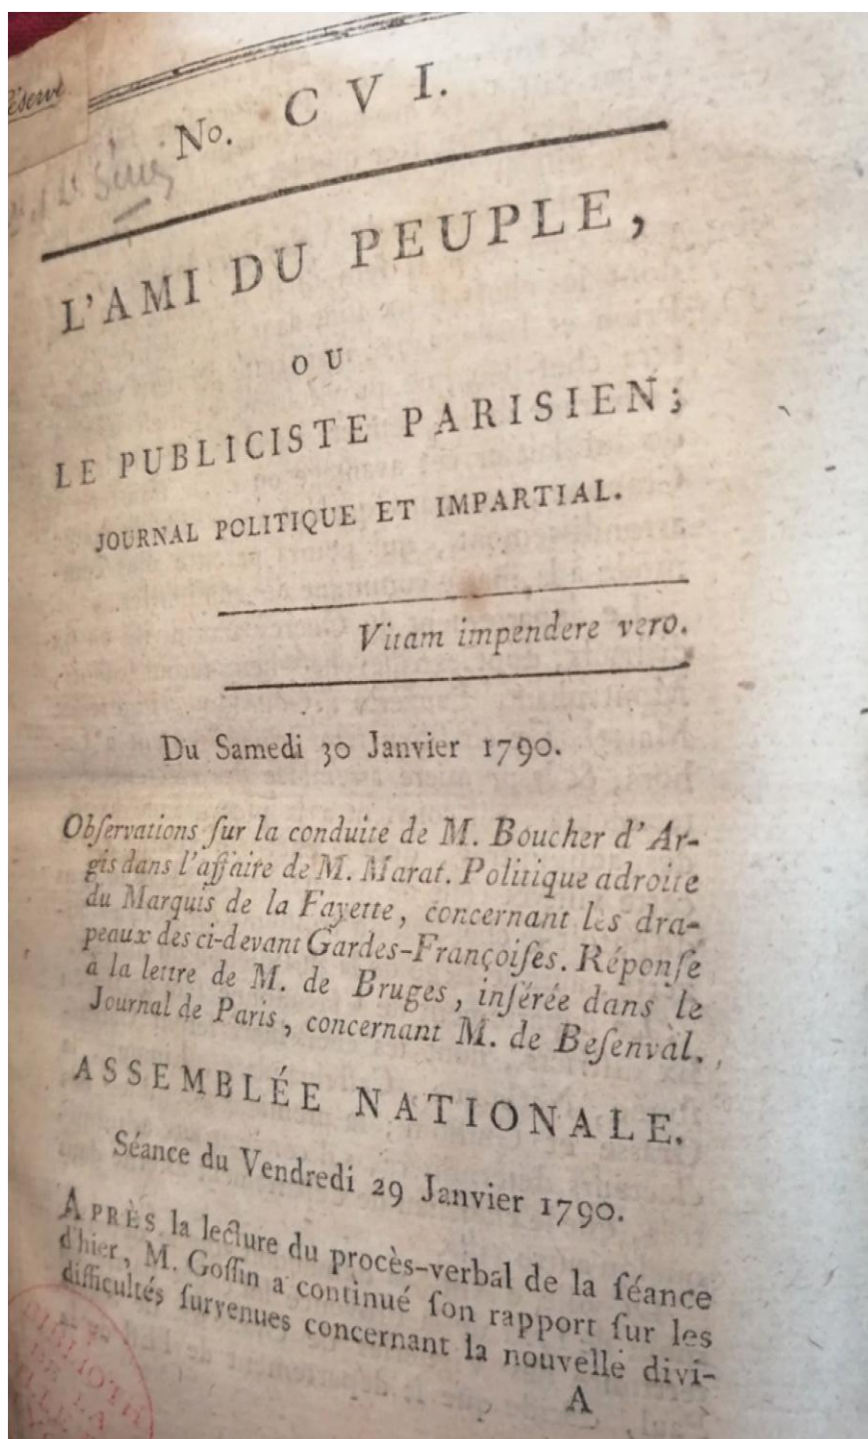 No. CVI.
L'AMI DU PEUPLE,
OU
LE PUBLICISTE PARISIEN;
JOURNAL POLITIQUE ET IMPARTIAL.
Vitam impendere vero.
Du Samedi 30 Janvier 1790.
Obſervations ſur la conduite de M. Boucher d'Ar-
gis dans l'affaire de M. Marat. Politique adroite
du Marquis de la Fayette, concernant les dra-
peaux des ci-devant Gardes-Françoiſes. Réponſe
à la lettre de M. de Bruges, inſérée dans le
Journal de Paris, concernant M. de Beſenval.
ASSEMBLÉE NATIONALE.
Séance du Vendredi 29 Janvier 1790.
APRÈS la lecture du procès-verbal de la ſéance
d'hier, M. Goſſin a continué ſon rapport ſur les
difficultés ſurvenues concernant la nouvelle divi-
A